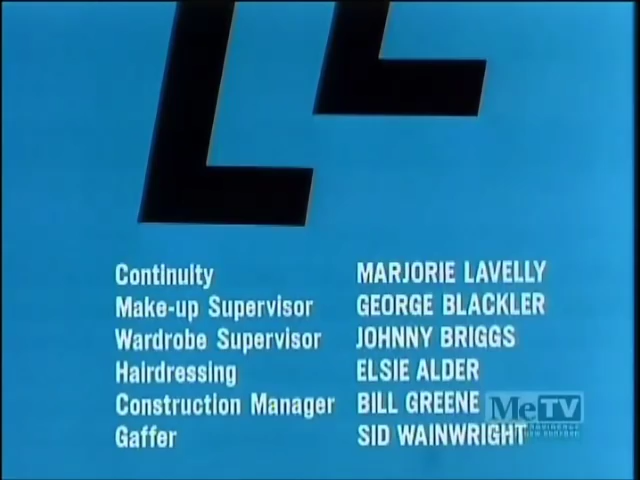 Continuity MARJORIE LAVELLY
Make-up Supervisor GEORGE BLACKLER
Wardrobe Supervisor JOHNNY BRIGGS
Hairdressing ELSIE ALDER
Construction Manager BILL GREENE
Gaffer SID WAINWRIGHT
MeTV